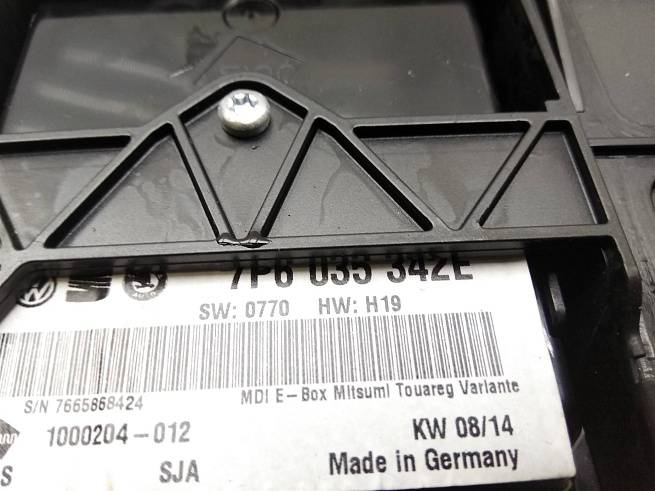 7P6 035 342E
SW: 0770 HW: H19
S/N 7665868424
MDI E-Box Mitsumi Touareg Variante
1000204-012
KW 08/14
S SJA
Made in Germany